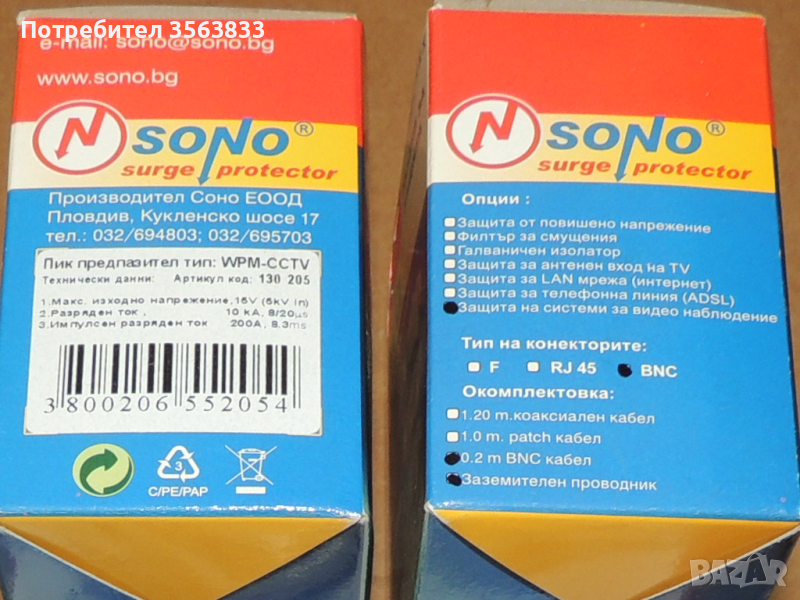 Потребител 3563833
e-mail: sono@sono.bg
www.sono.bg
N SONO®
surge protector
Производител Соно ЕООД
Пловдив, Кукленско шосе 17
тел.: 032/694803; 032/695703
Пик предпазител тип: WPM-CCTV
Технически данни: Артикул код: 130 205
1.Макс. изходно напрежение,15V (5kV In)
2.Разряден ток , 10 kA, 8/20µs
3.Импулсен разряден ток 200A, 8.3ms
3 800206 552054
3
C/PE/PAP
N SONO®
surge protector
Опции :
Защита от повишено напрежение
Филтър за смущения
Галваничен изолатор
Защита за антенен вход на TV
Защита за LAN мрежа (интернет)
Защита за телефонна линия (ADSL)
Защита на системи за видео наблюдение
Тип на конекторите:
F RJ 45 BNC
Окомплектовка:
1.20 m.коаксиален кабел
1.0 m. patch кабел
0.2 m BNC кабел
Заземителен проводник
BAZAR